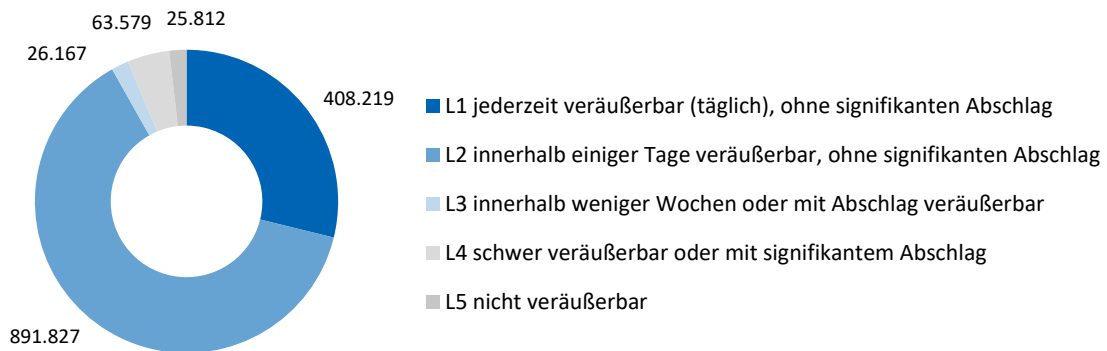 63.579
25.812
26.167
408.219
L1 jederzeit veräußerbar (täglich), ohne signifikanten Abschlag
L2 innerhalb einiger Tage veräußerbar, ohne signifikanten Abschlag
L3 innerhalb weniger Wochen oder mit Abschlag veräußerbar
L4 schwer veräußerbar oder mit signifikantem Abschlag
L5 nicht veräußerbar
891.827